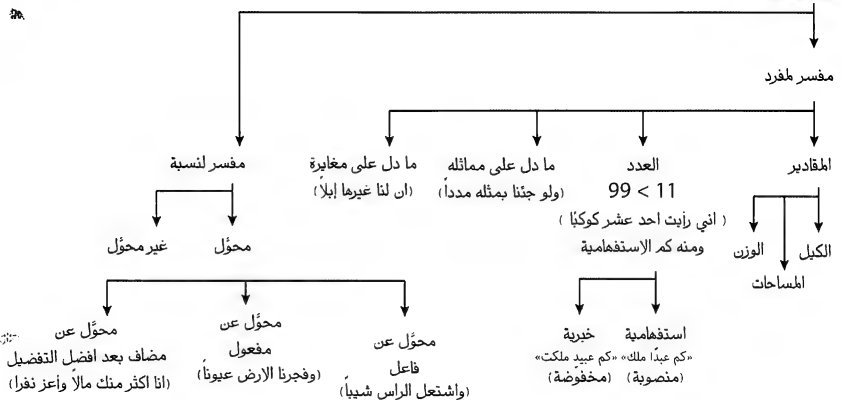 مفسر لمفرد
المقادير
العدد
ما دل على مماثله
ما دل على مغايرة
مفسر لنسبة
99 < 11
(ولو جئنا بمثله مدداً)
(ان لنا غيرها إبلاً)
( اني رأيت احد عشر كوكبًا )
ومنه كم الاستفهامية
الكيل
الوزن
المساحات
محوَّل
غير محوَّل
استفهامية
خبرية
«كم عبدًا ملك»
«كم عبيد ملكت»
(منصوبة)
(مخفوضة)
محوَّل عن
فاعل
(واشتعل الراس شيباً)
محوَّل عن
مفعول
(وفجرنا الارض عيوناً)
محوَّل عن
مضاف بعد افضل التفضيل
(انا اكثر منك مالاً وأعز نفرا)